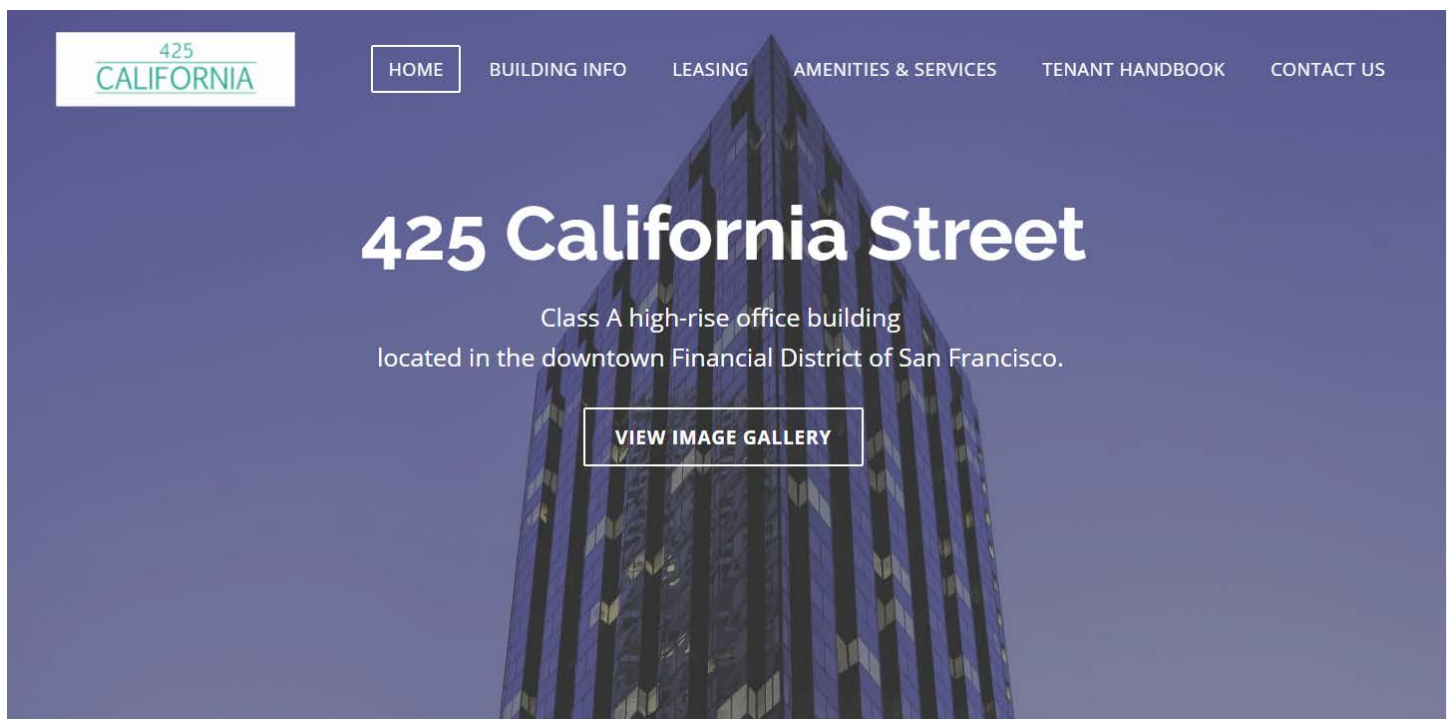 425
CALIFORNIA
HOME
BUILDING INFO
LEASING
AMENITIES & SERVICES
TENANT HANDBOOK
CONTACT US
425 California Street
Class A high-rise office building
located in the downtown Financial District of San Francisco.
VIEW IMAGE GALLERY